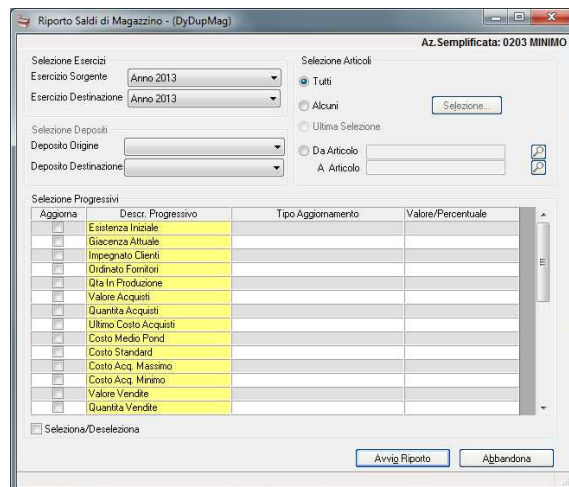 Riporto Saldi di Magazzino - (DyDupMag)
Az.Semplificata: 0203 MINIMO
Selezione Esercizi
Esercizio Sorgente Anno 2013
Esercizio Destinazione Anno 2013
Selezione Articoli
Tutti
Alcuni Selezione...
Ultima Selezione
Da Articolo
A Articolo
Selezione Depositi
Deposito Origine
Deposito Destinazione
Selezione Progressivi
Aggiorna Descr. Progressivo Tipo Aggiornamento Valore/Percentuale
Esistenza Iniziale
Giacenza Attuale
Impegnato Clienti
Ordinato Fornitori
Qta In Produzione
Valore Acquisti
Quantita Acquisti
Ultimo Costo Acquisti
Costo Medio Pond
Costo Standard
Costo Acq. Massimo
Costo Acq. Minimo
Valore Vendite
Quantita Vendite
Seleziona/Deseleziona
Avvio Riporto Abbandona